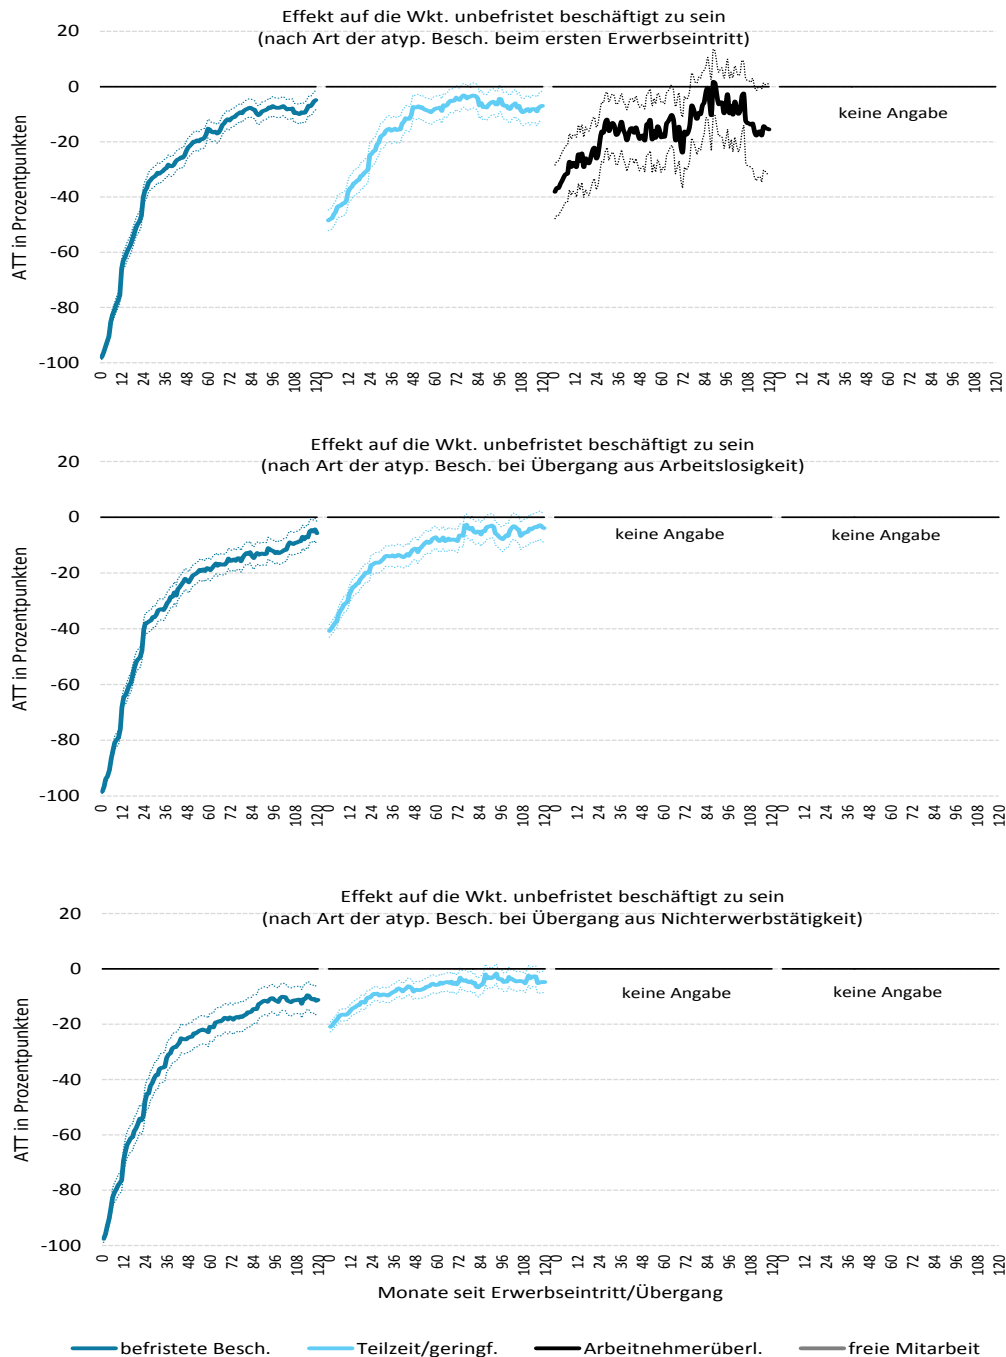 Effekt auf die Wkt. unbefristet beschäftigt zu sein
(nach Art der atyp. Besch. beim ersten Erwerbseintritt)
ATT in Prozentpunkten
20
0
-20
-40
-60
-80
-100
keine Angabe
0 12 24 36 48 60 72 84 96 108 120
0 12 24 36 48 60 72 84 96 108 120
0 12 24 36 48 60 72 84 96 108 120
0 12 24 36 48 60 72 84 96 108 120
Effekt auf die Wkt. unbefristet beschäftigt zu sein
(nach Art der atyp. Besch. bei Übergang aus Arbeitslosigkeit)
ATT in Prozentpunkten
20
0
-20
-40
-60
-80
-100
keine Angabe keine Angabe
0 12 24 36 48 60 72 84 96 108 120
0 12 24 36 48 60 72 84 96 108 120
0 12 24 36 48 60 72 84 96 108 120
0 12 24 36 48 60 72 84 96 108 120
Effekt auf die Wkt. unbefristet beschäftigt zu sein
(nach Art der atyp. Besch. bei Übergang aus Nichterwerbstätigkeit)
ATT in Prozentpunkten
20
0
-20
-40
-60
-80
-100
keine Angabe keine Angabe
0 12 24 36 48 60 72 84 96 108 120
0 12 24 36 48 60 72 84 96 108 120
0 12 24 36 48 60 72 84 96 108 120
0 12 24 36 48 60 72 84 96 108 120
Monate seit Erwerbseintritt/Übergang
befristete Besch. Teilzeit/geringf. Arbeitnehmerüberl. freie Mitarbeit